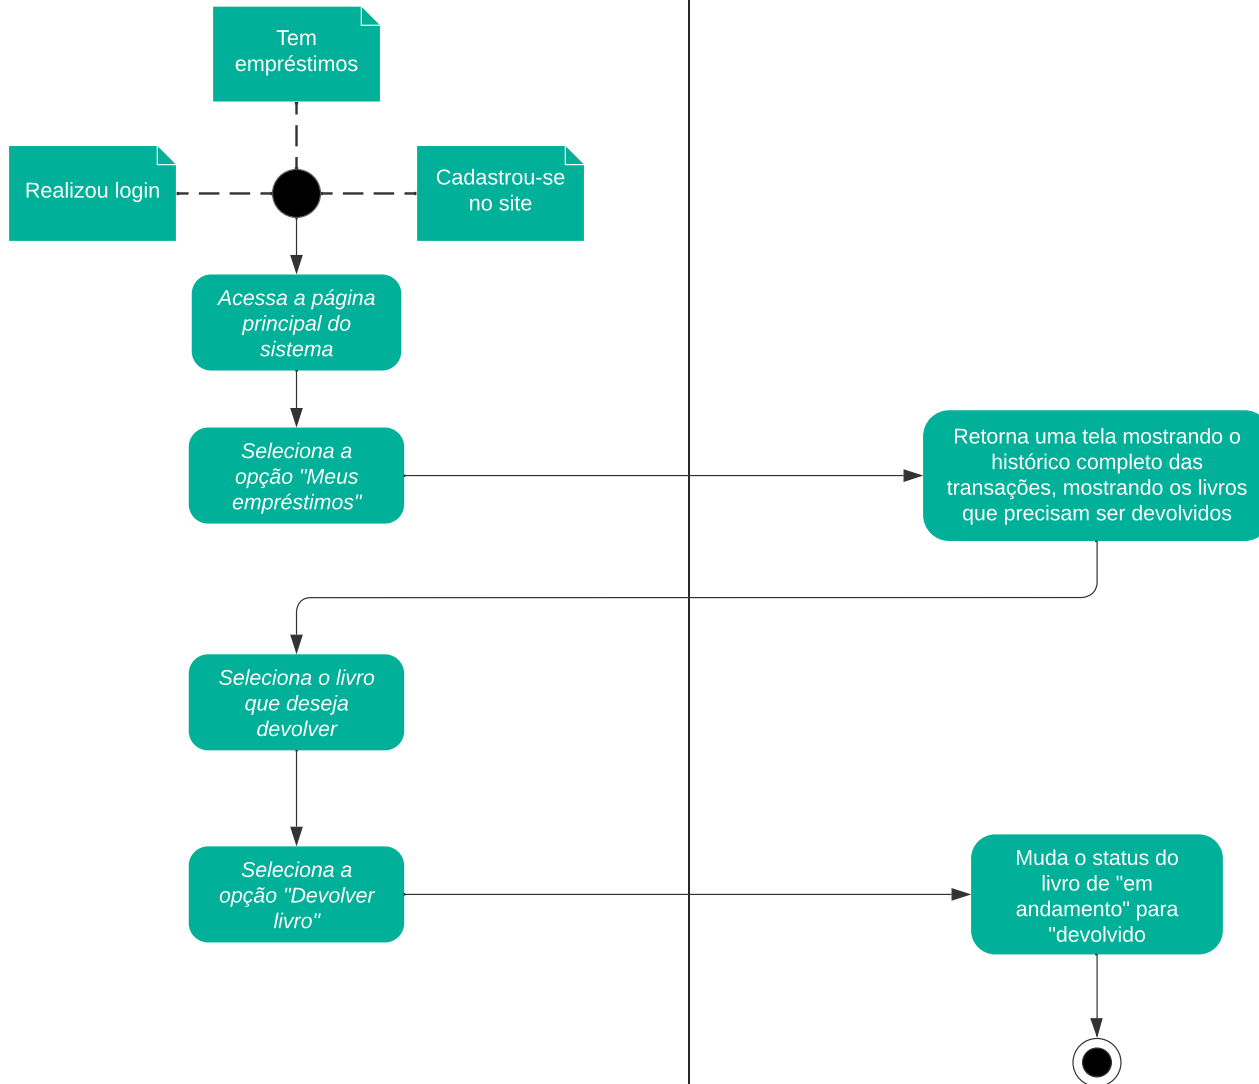 Tem
empréstimos
Realizou login
Cadastrou-se
no site
Acessa a página
principal do
sistema
Seleciona a
opção "Meus
empréstimos"
Retorna uma tela mostrando o
histórico completo das
transações, mostrando os livros
que precisam ser devolvidos
Seleciona o livro
que deseja
devolver
Seleciona a
opção "Devolver
livro"
Muda o status do
livro de "em
andamento" para
"devolvido